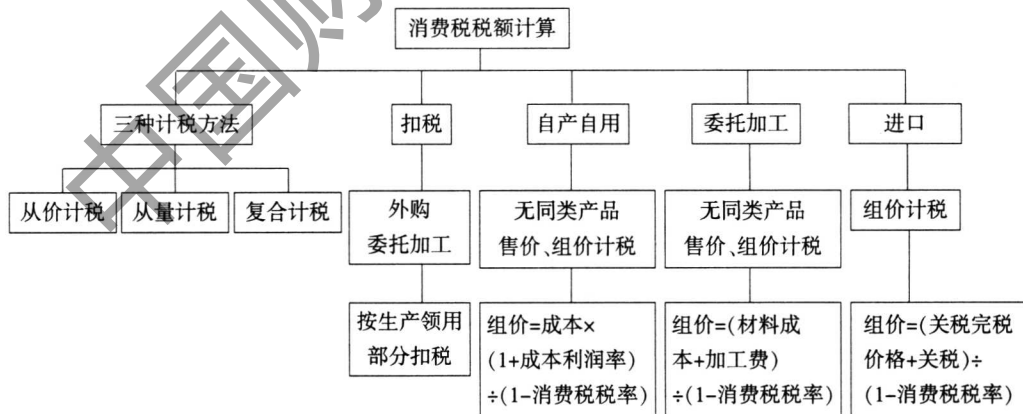 消费税税额计算
三种计税方法
扣税
自产自用
委托加工
进口
从价计税
从量计税
复合计税
外购
委托加工
无同类产品
售价、组价计税
无同类产品
售价、组价计税
组价计税
按生产领用
部分扣税
组价=成本×
(1+成本利润率)
÷(1-消费税税率)
组价=(材料成
本+加工费)
÷(1-消费税税率)
组价=(关税完税
价格+关税)÷
(1-消费税税率)
中国财